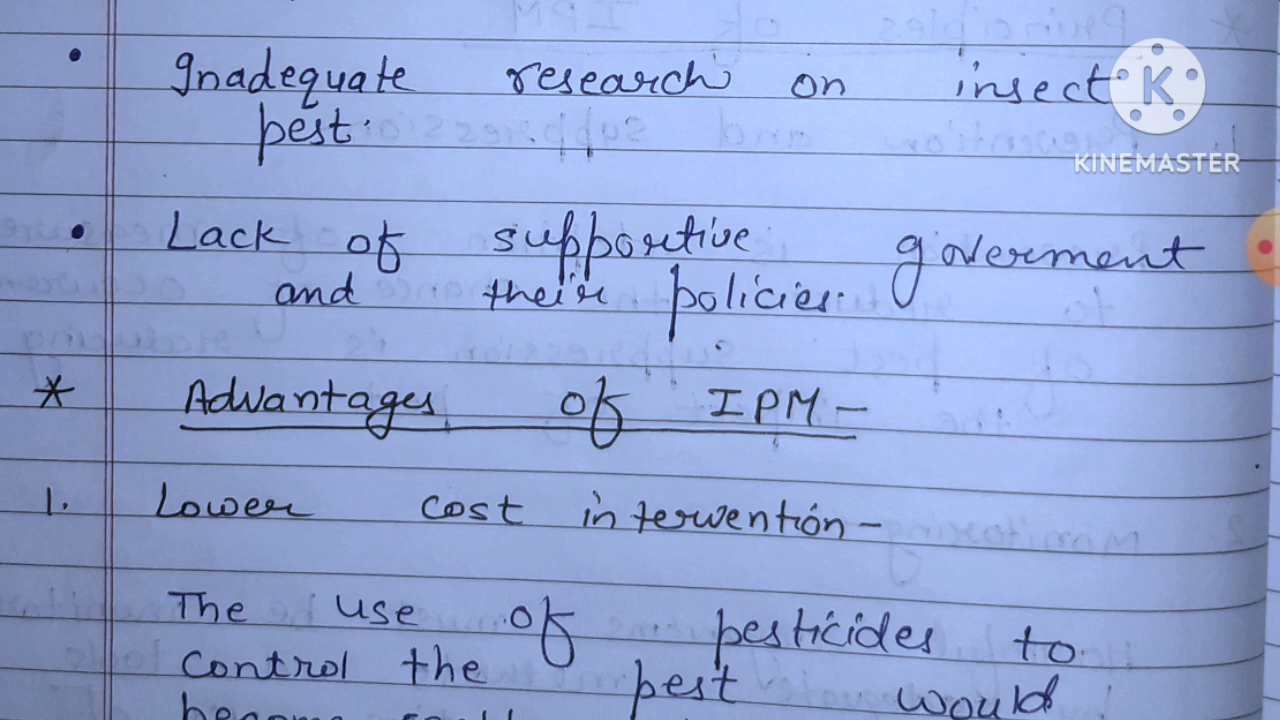 • Inadequate research on insect
pest.
• Lack of supportive goverment
and their policies.
* Advantages of IPM -
1. Lower cost intervention -
The use of pesticides to
control the pest would
become
K
KINEMASTER